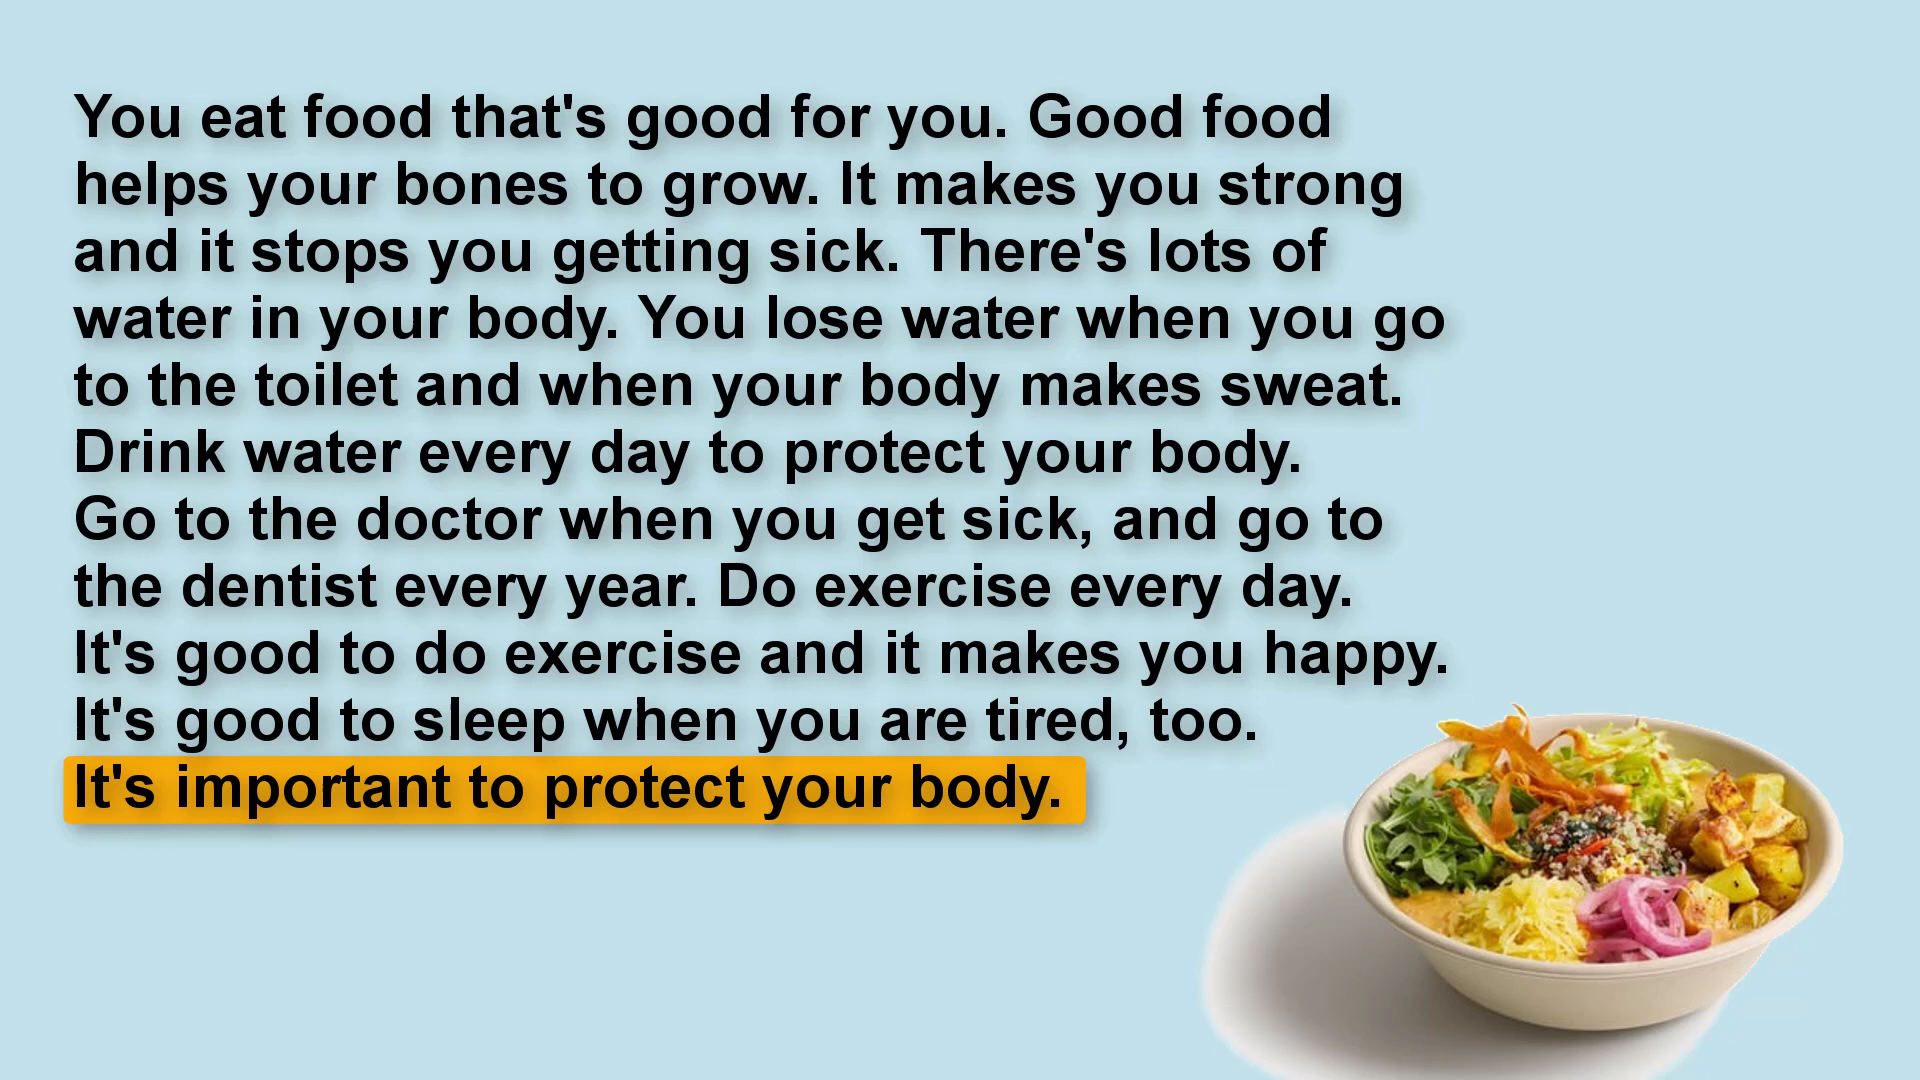 You eat food that's good for you. Good food
helps your bones to grow. It makes you strong
and it stops you getting sick. There's lots of
water in your body. You lose water when you go
to the toilet and when your body makes sweat.
Drink water every day to protect your body.
Go to the doctor when you get sick, and go to
the dentist every year. Do exercise every day.
It's good to do exercise and it makes you happy.
It's good to sleep when you are tired, too.
It's important to protect your body.